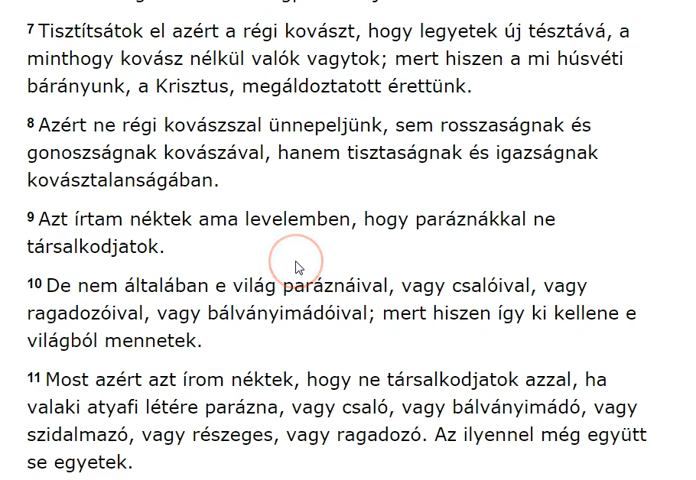 7 Tisztítsátok el azért a régi kovászt, hogy legyetek új tésztává, a
minthogy kovász nélkül valók vagytok; mert hiszen a mi húsvéti
bárányunk, a Krisztus, megáldoztatott érettünk.
8 Azért ne régi kovászszal ünnepeljünk, sem rosszaságnak és
gonoszságnak kovászával, hanem tisztaságnak és igazságnak
kovásztalanságában.
9 Azt írtam néktek ama levelemben, hogy paráznákkal ne
társalkodjatok.
10 De nem általában e világ paráznáival, vagy csalóival, vagy
ragadozóival, vagy bálványimádóival; mert hiszen így ki kellene e
világból mennetek.
11 Most azért azt írom néktek, hogy ne társalkodjatok azzal, ha
valaki atyafi létére parázna, vagy csaló, vagy bálványimádó, vagy
szidalmazó, vagy részeges, vagy ragadozó. Az ilyennel még együtt
se egyetek.